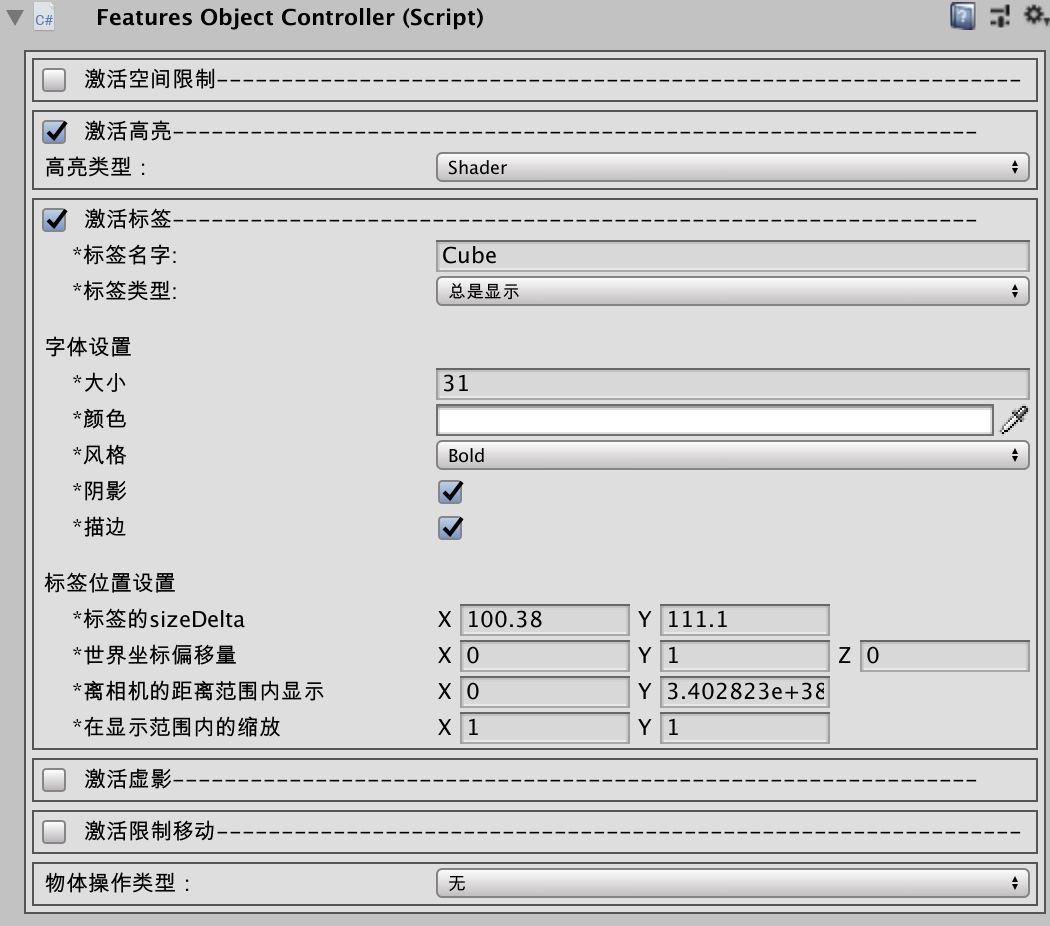 C# Features Object Controller (Script)
激活空间限制--------------------------------------------------------------
激活高亮--------------------------------------------------------------
高亮类型： Shader
激活标签--------------------------------------------------------------
*标签名字: Cube
*标签类型: 总是显示
字体设置
*大小 31
*颜色
*风格 Bold
*阴影
*描边
标签位置设置
*标签的sizeDelta X 100.38 Y 111.1
*世界坐标偏移量 X 0 Y 1 Z 0
*离相机的距离范围内显示 X 0 Y 3.402823e+38
*在显示范围内的缩放 X 1 Y 1
激活虚影--------------------------------------------------------------
激活限制移动--------------------------------------------------------------
物体操作类型： 无